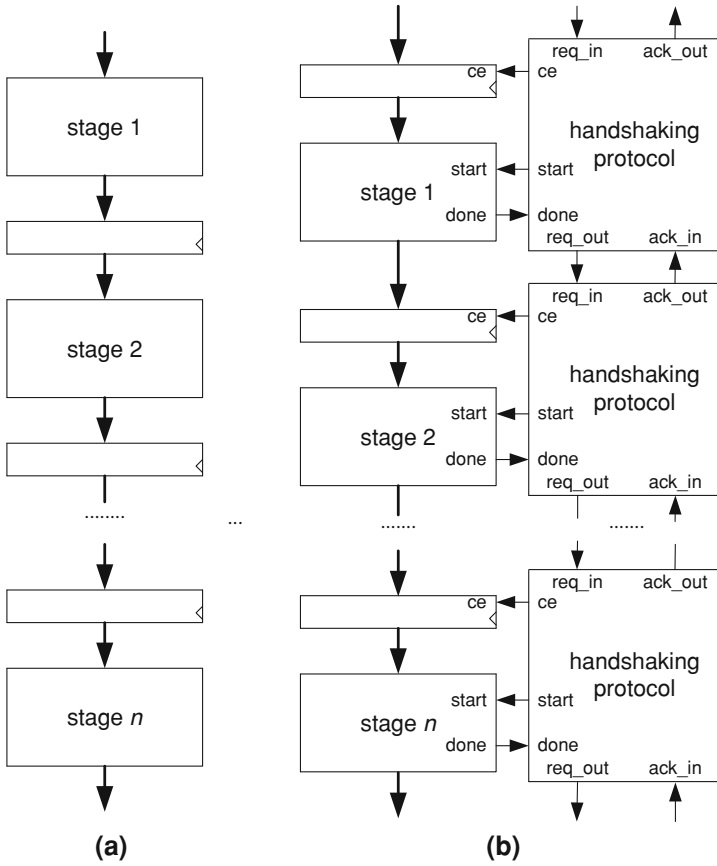 stage 1
stage 2
........
...
stage n
(a)
req_in ack_out
ce ce
handshaking
protocol
start start
stage 1
done done
req_out ack_in
req_in ack_out
ce ce
handshaking
protocol
start start
stage 2
done done
req_out ack_in
....... .......
req_in ack_out
ce ce
handshaking
protocol
start start
stage n
done done
req_out ack_in
(b)